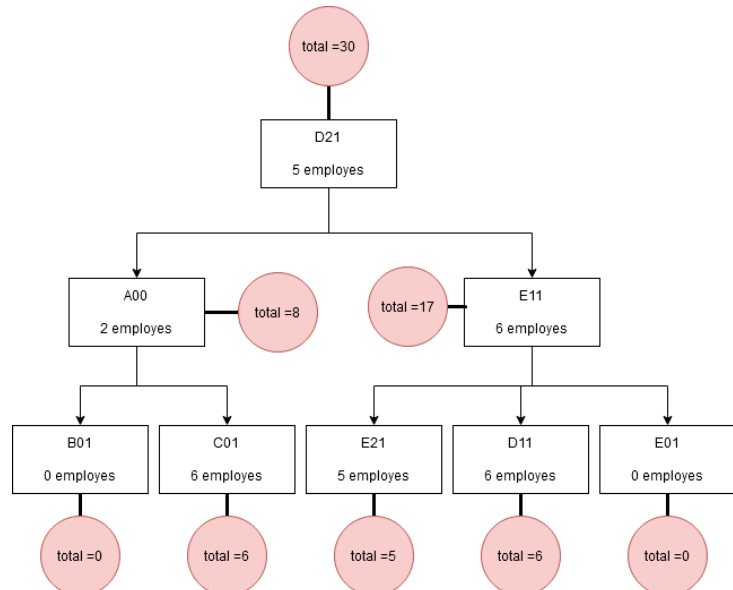 total =30
D21
5 employes
A00
2 employes
total =8
total =17
E11
6 employes
B01
0 employes
C01
6 employes
E21
5 employes
D11
6 employes
E01
0 employes
total =0
total =6
total =5
total =6
total =0